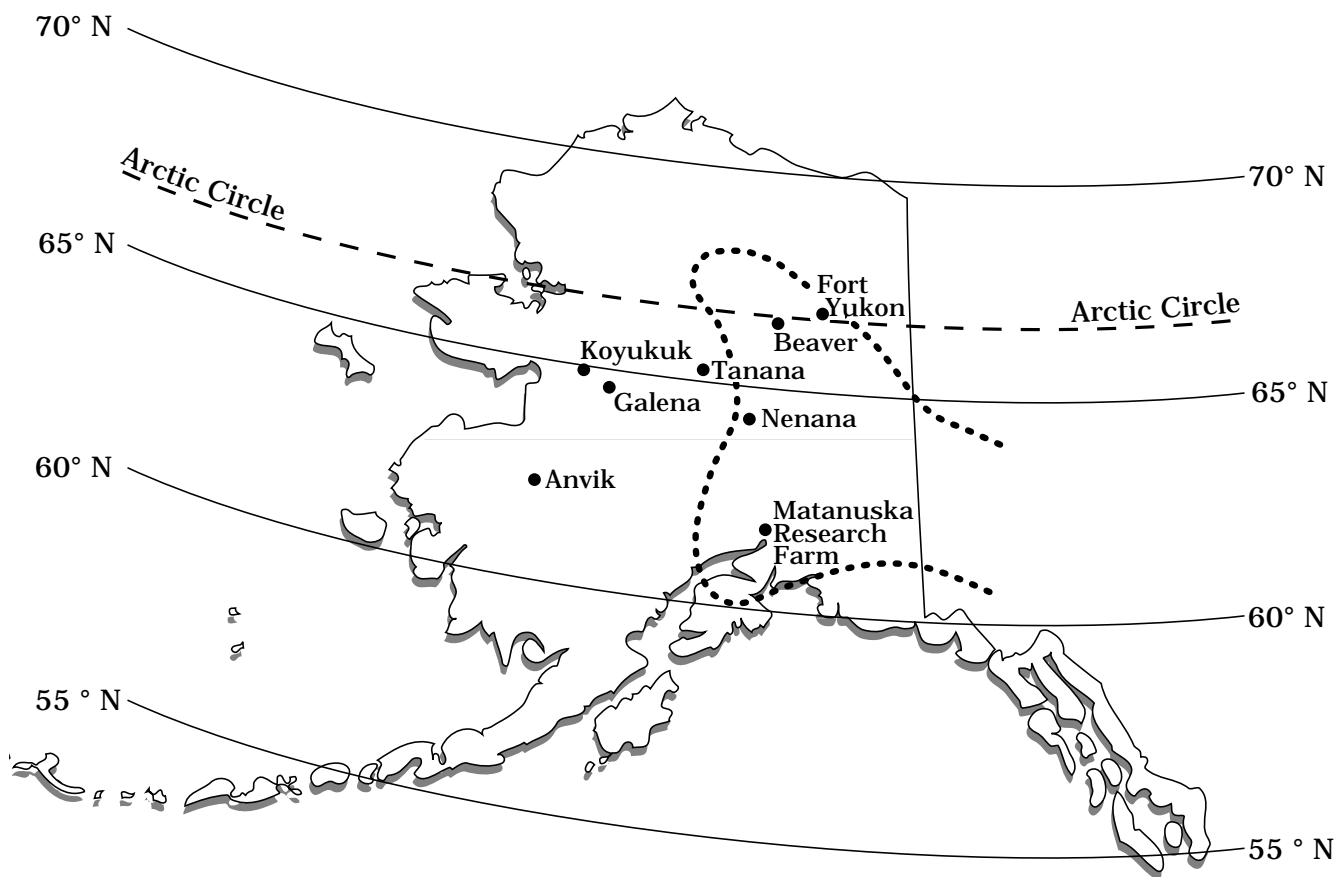 70° N
Arctic Circle
70° N
65° N
Fort
Yukon
Arctic Circle
Beaver
Koyukuk
Tanana
65° N
Galena
Nenana
60° N
Anvik
Matanuska
Research
Farm
60° N
55 ° N
55 ° N